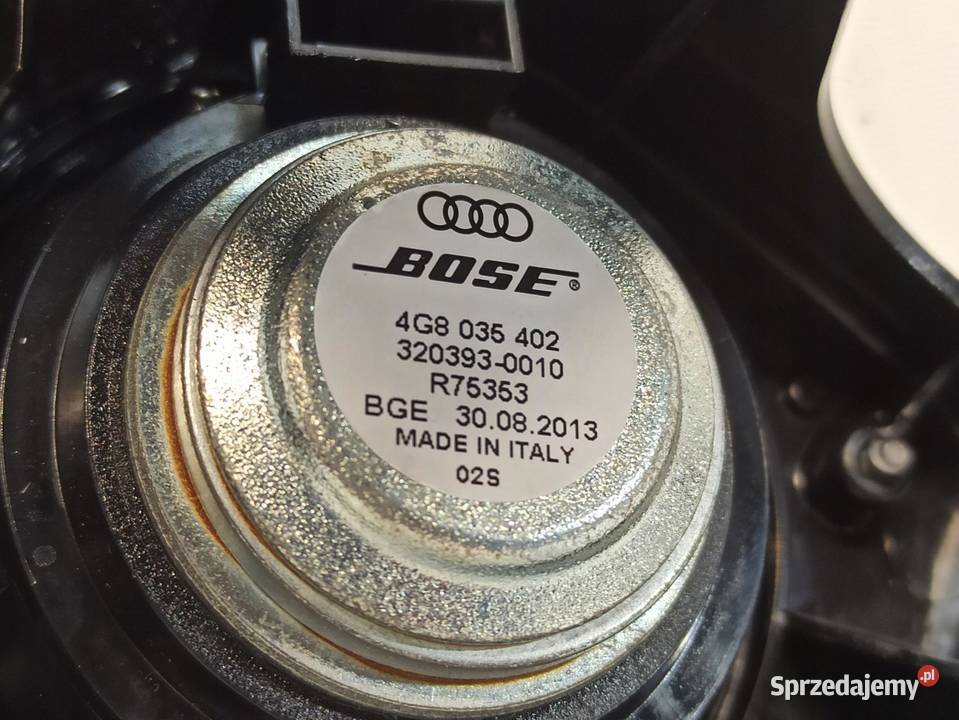 BOSE®
4G8 035 402
320393-0010
R75353
BGE 30.08.2013
MADE IN ITALY
02S
Sprzedajemy.pl